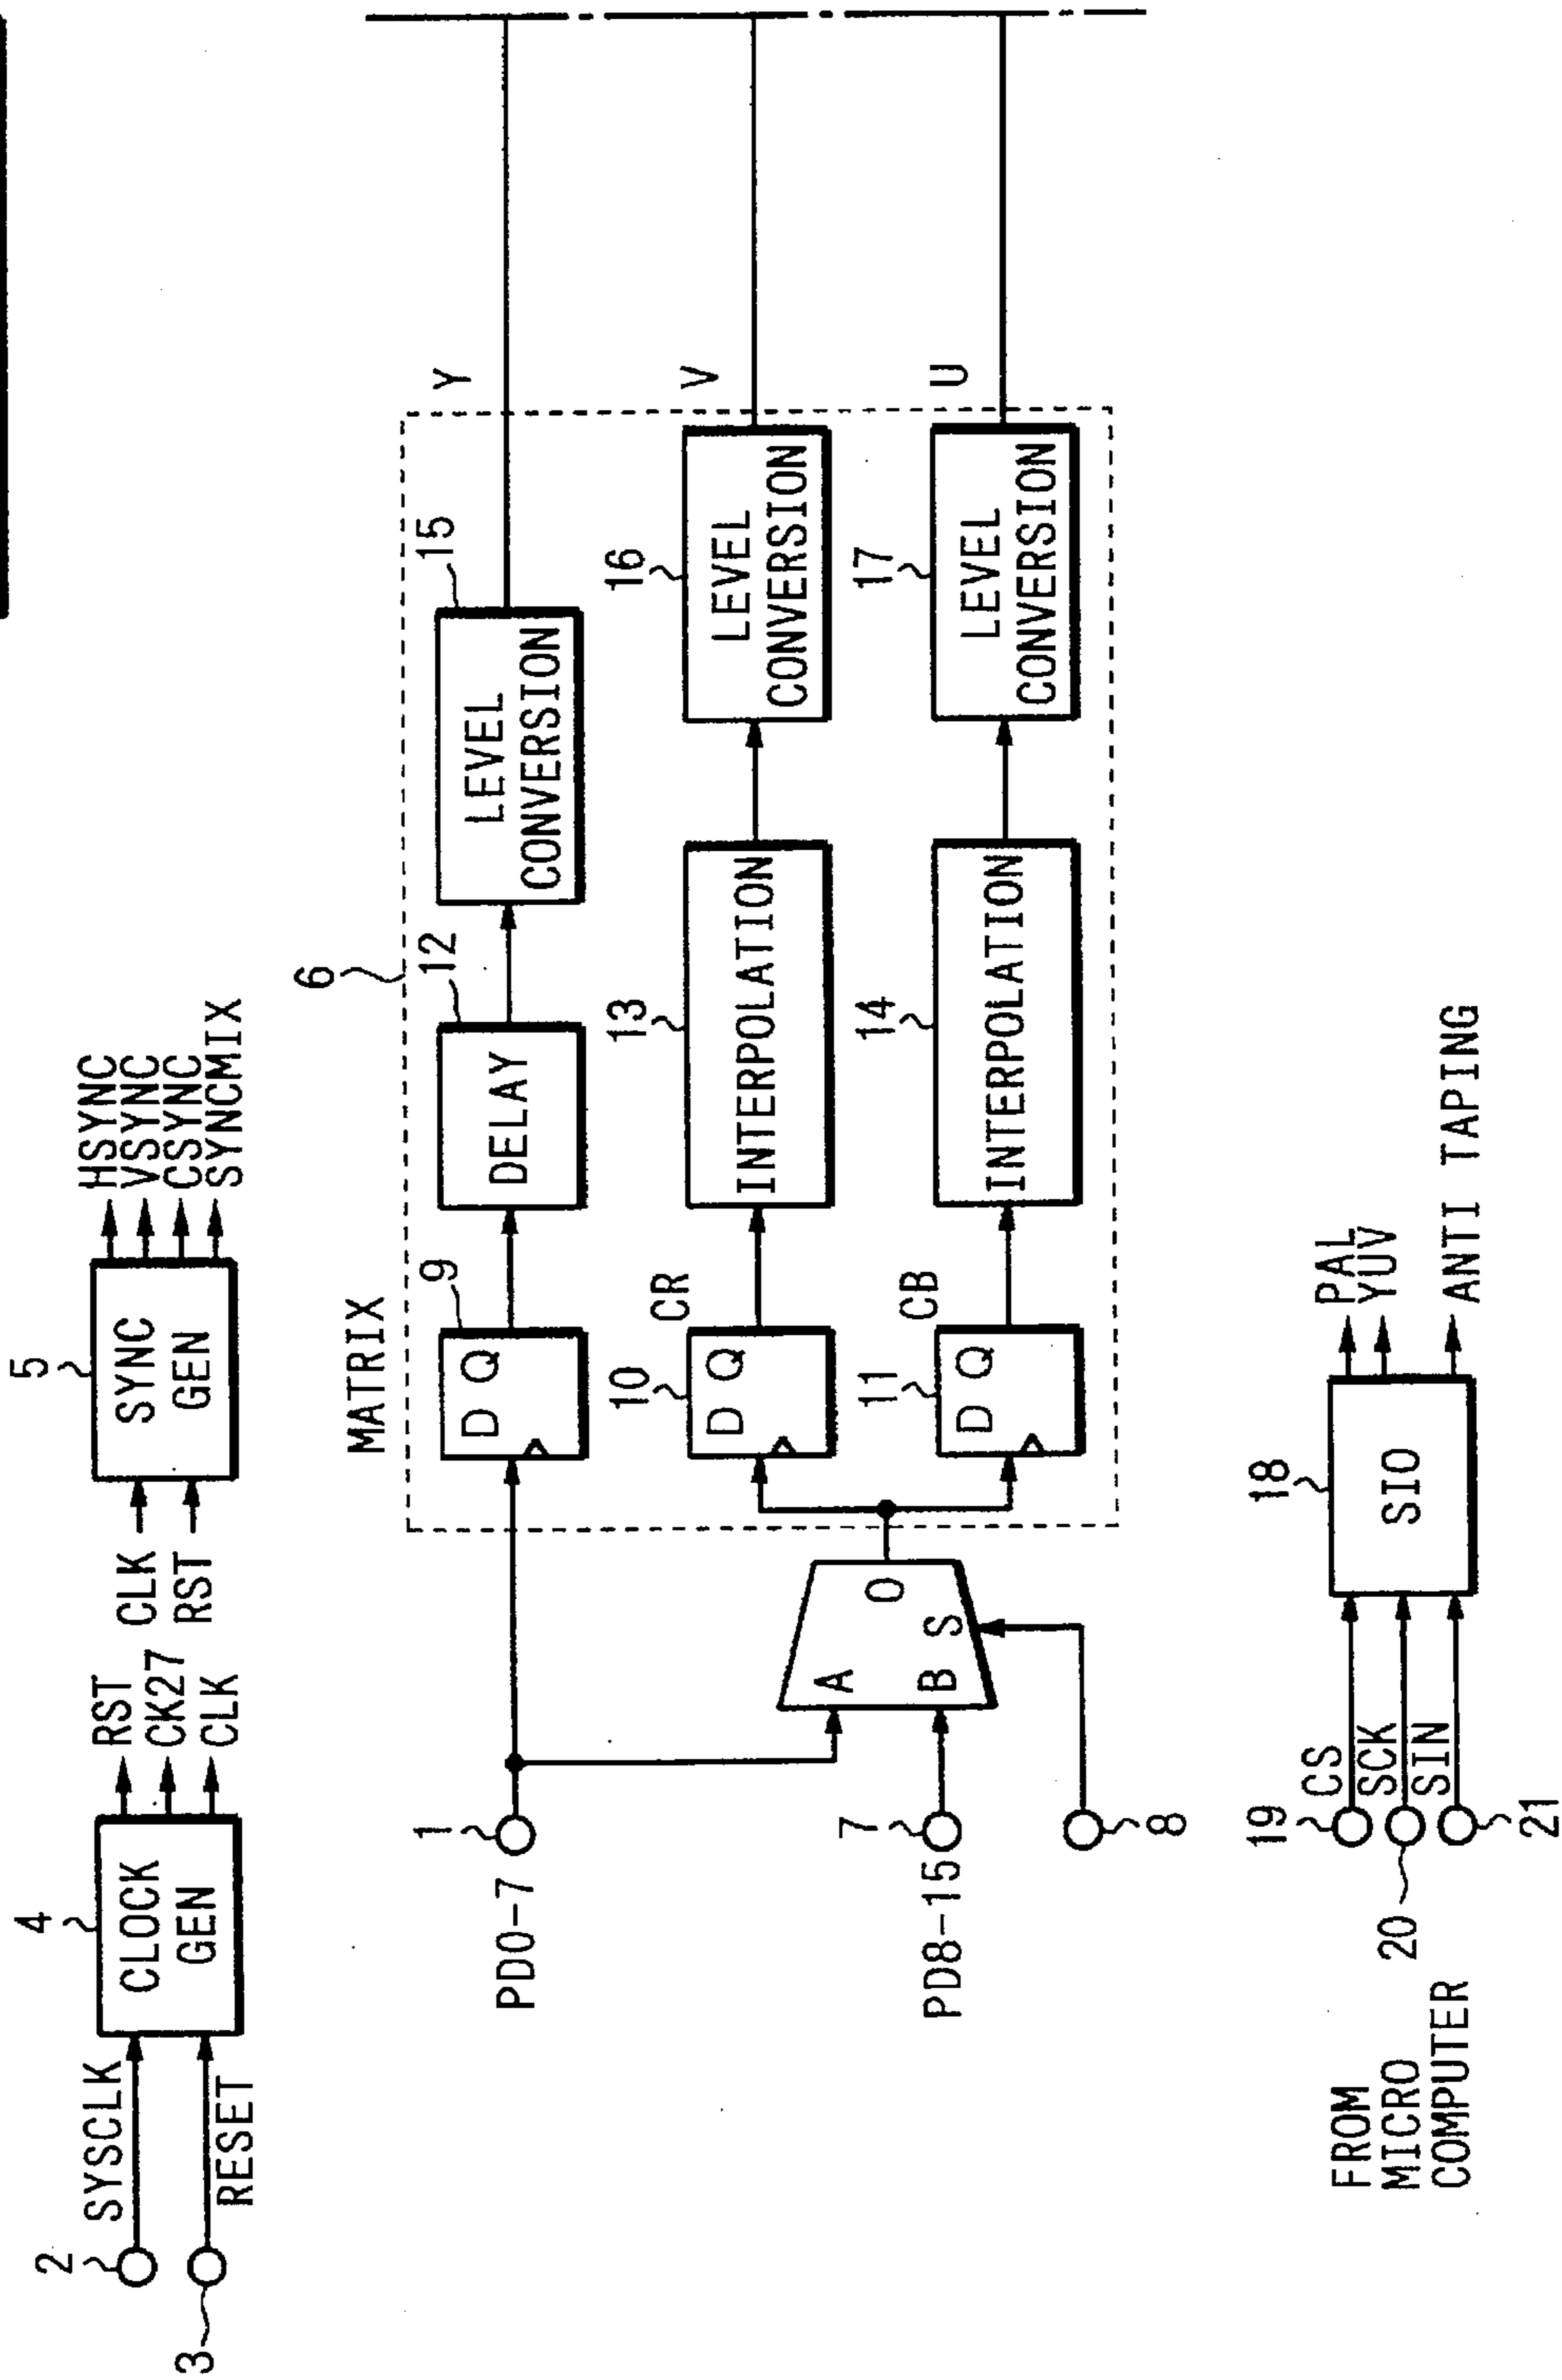 2
SYSCLK
3
RESET
4
CLOCK
GEN
RST
CK27
CLK
CLK
RST
5
SYNC
GEN
HSYNC
VSYNC
CSYNC
SYNCMIX
MATRIX
6
1
PD0-7
9
D Q
12
DELAY
15
LEVEL
CONVERSION
Y
7
PD8-15
8
A
B
S
O
10
D Q
CR
13
INTERPOLATION
16
LEVEL
CONVERSION
V
11
D Q
CB
14
INTERPOLATION
17
LEVEL
CONVERSION
U
FROM
MICRO
COMPUTER
19
CS
20
SCK
21
SIN
18
SIO
PAL
YUV
ANTI TAPING